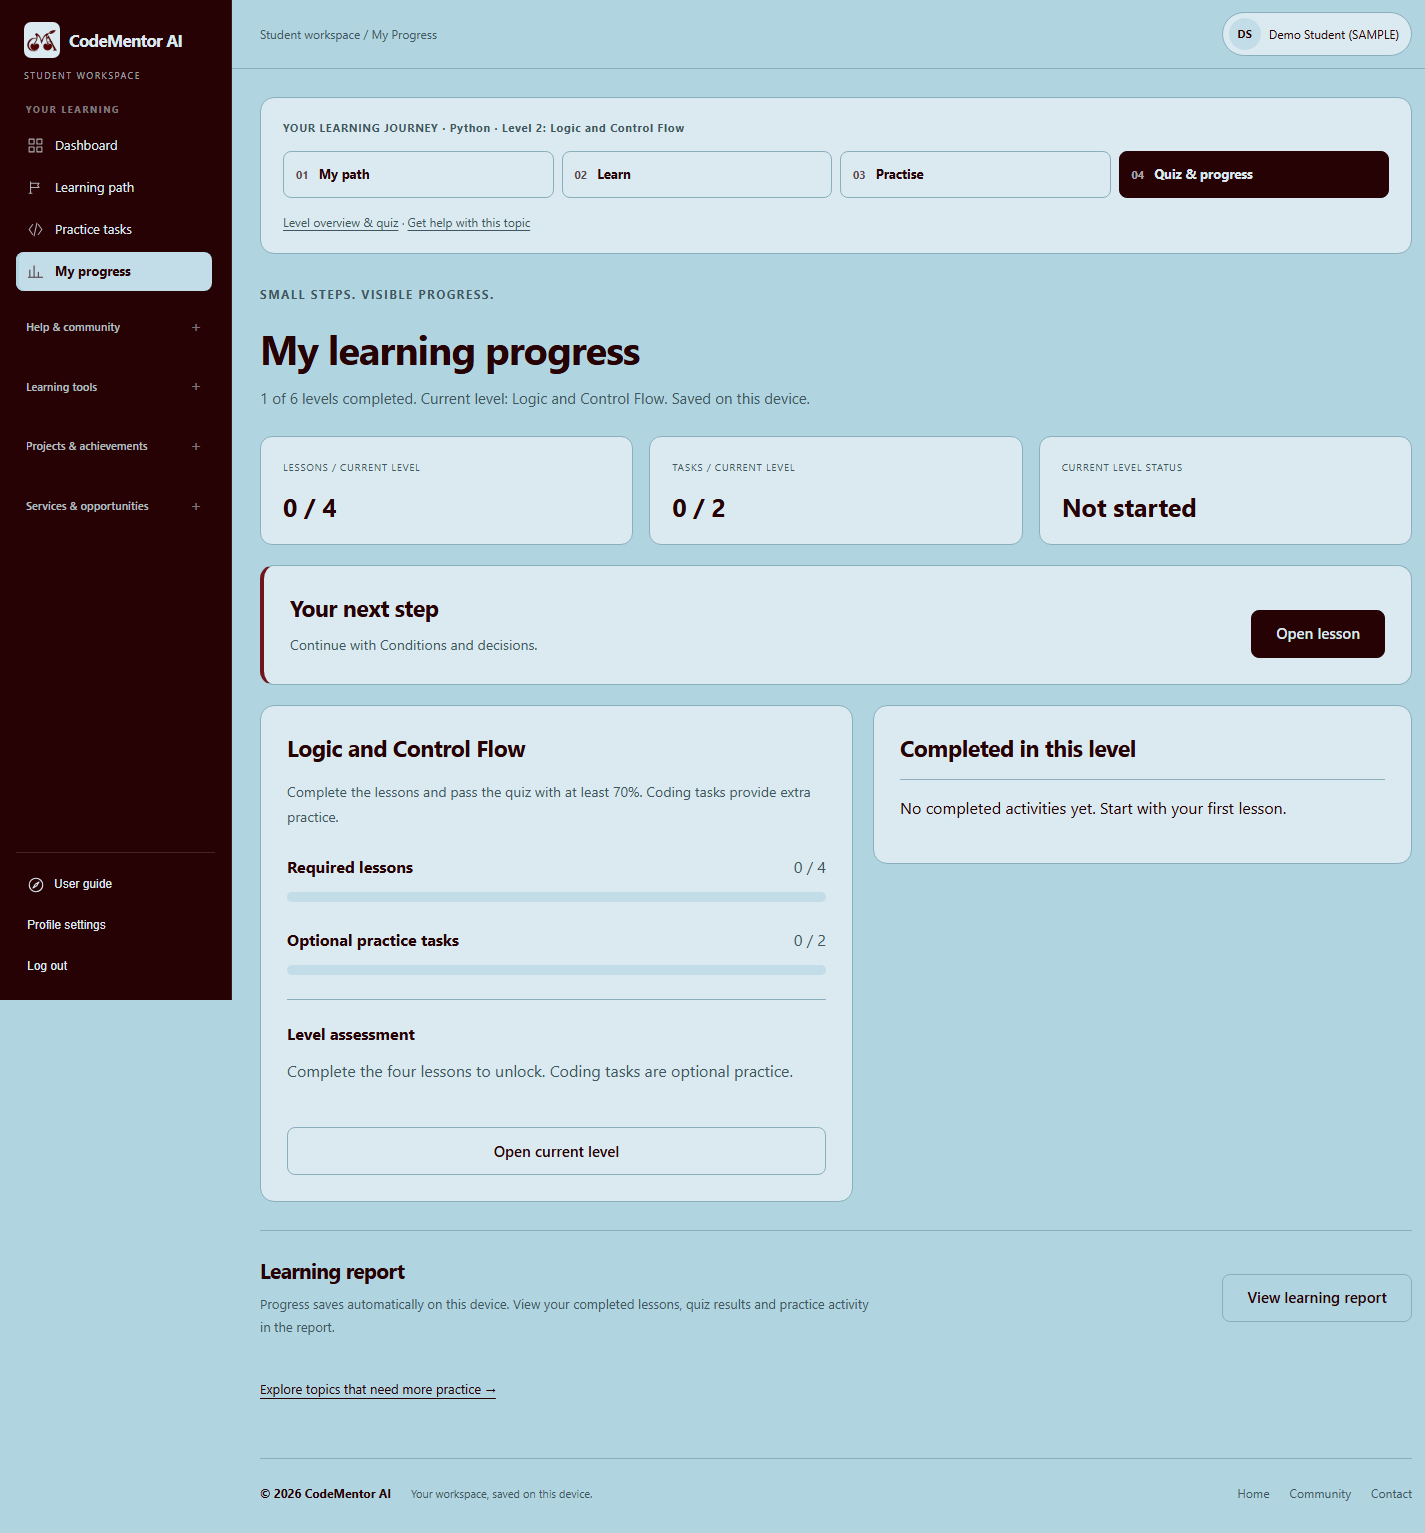 CodeMentor AI
STUDENT WORKSPACE
YOUR LEARNING
Dashboard
Learning path
Practice tasks
My progress
Help & community +
Learning tools +
Projects & achievements +
Services & opportunities +
User guide
Profile settings
Log out
Student workspace / My Progress
DS Demo Student (SAMPLE)
YOUR LEARNING JOURNEY · Python · Level 2: Logic and Control Flow
01 My path
02 Learn
03 Practise
04 Quiz & progress
Level overview & quiz · Get help with this topic
SMALL STEPS. VISIBLE PROGRESS.
My learning progress
1 of 6 levels completed. Current level: Logic and Control Flow. Saved on this device.
LESSONS / CURRENT LEVEL
0 / 4
TASKS / CURRENT LEVEL
0 / 2
CURRENT LEVEL STATUS
Not started
Your next step
Continue with Conditions and decisions.
Open lesson
Logic and Control Flow
Complete the lessons and pass the quiz with at least 70%. Coding tasks provide extra
practice.
Required lessons 0 / 4
Optional practice tasks 0 / 2
Level assessment
Complete the four lessons to unlock. Coding tasks are optional practice.
Open current level
Completed in this level
No completed activities yet. Start with your first lesson.
Learning report
Progress saves automatically on this device. View your completed lessons, quiz results and practice activity
in the report.
View learning report
Explore topics that need more practice →
© 2026 CodeMentor AI Your workspace, saved on this device.
Home Community Contact